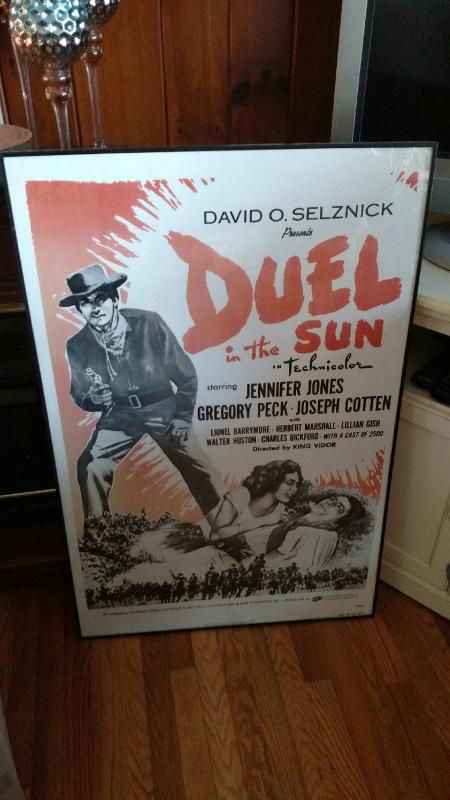 DAVID O. SELZNICK
Presents
DUEL
in the SUN
IN Technicolor
starring JENNIFER JONES
GREGORY PECK · JOSEPH COTTEN
with
LIONEL BARRYMORE · HERBERT MARSHALL · LILLIAN GISH
WALTER HUSTON · CHARLES BICKFORD · WITH A CAST OF 2500
Directed by KING VIDOR